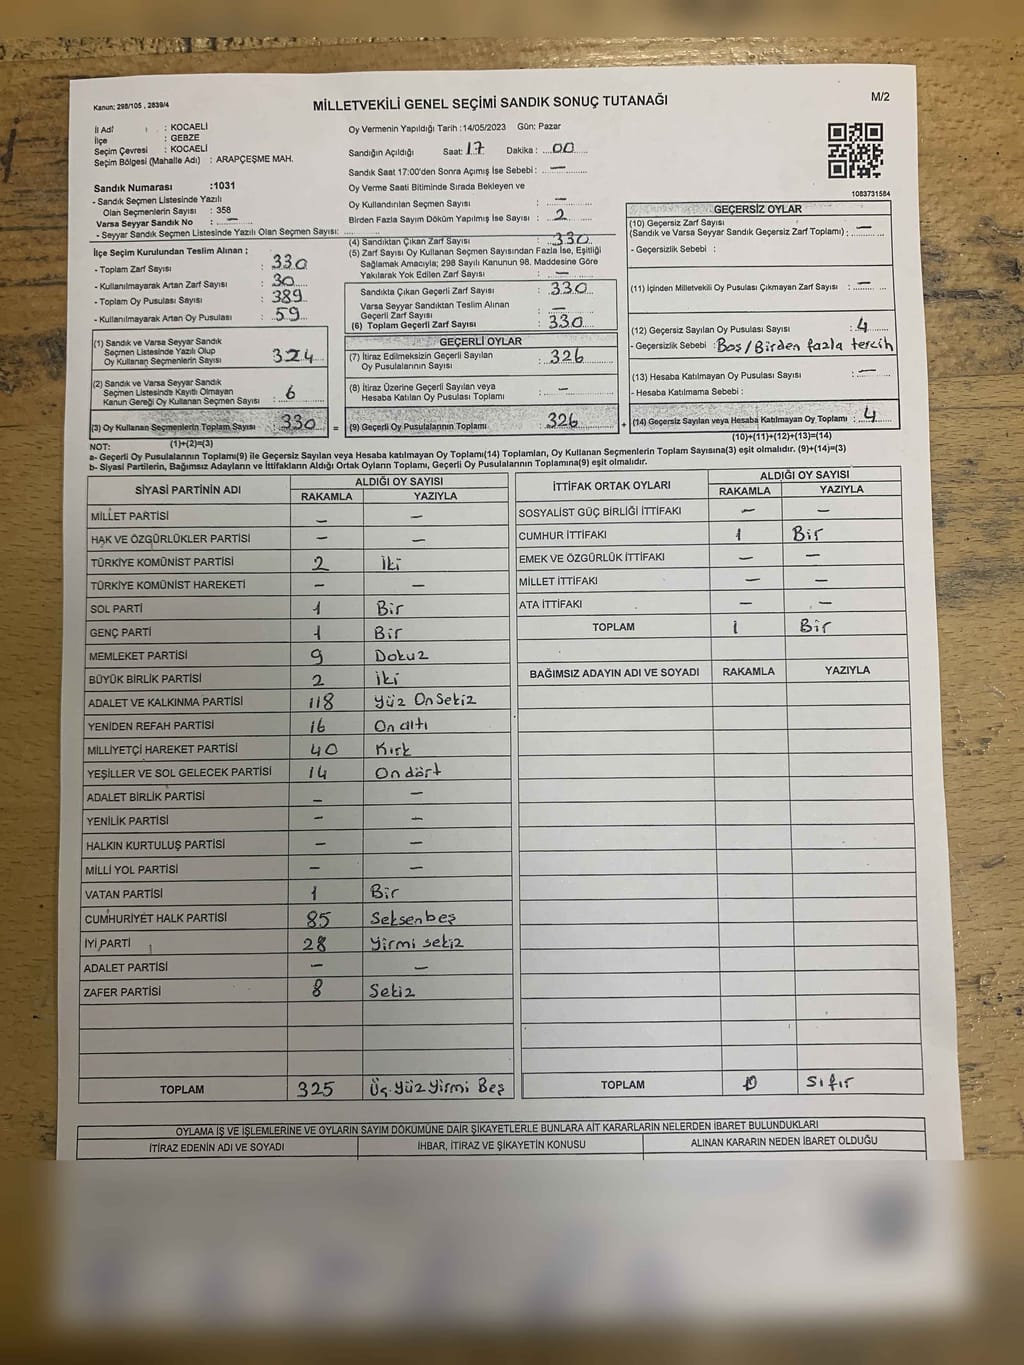 Kanun; 298/105 , 2839/4
MİLLETVEKİLİ GENEL SEÇİMİ SANDIK SONUÇ TUTANAĞI
M/2
İl Adı : KOCAELİ
İlçe : GEBZE
Seçim Çevresi : KOCAELİ
Seçim Bölgesi (Mahalle Adı) : ARAPÇEŞME MAH.
Sandık Numarası :1031
- Sandık Seçmen Listesinde Yazılı
Olan Seçmenlerin Sayısı : 358
Varsa Seyyar Sandık No : —
- Seyyar Sandık Seçmen Listesinde Yazılı Olan Seçmen Sayısı:
Oy Vermenin Yapıldığı Tarih :14/05/2023 Gün: Pazar
Sandığın Açıldığı Saat: 17 Dakika : 00
Sandık Saat 17:00'den Sonra Açımış İse Sebebi : —
Oy Verme Saati Bitiminde Sırada Bekleyen ve
Oy Kullandırılan Seçmen Sayısı : —
Birden Fazla Sayım Döküm Yapılmış İse Sayısı : 2
1083731584
İlçe Seçim Kurulundan Teslim Alınan ;
- Toplam Zarf Sayısı : 330
- Kullanılmayarak Artan Zarf Sayısı : 30
- Toplam Oy Pusulası Sayısı : 389
- Kullanılmayarak Artan Oy Pusulası : 59
(1) Sandık ve Varsa Seyyar Sandık
Seçmen Listesinde Yazılı Olup
Oy Kullanan Seçmenlerin Sayısı : 324
(2) Sandık ve Varsa Seyyar Sandık
Seçmen Listesinde Kayıtlı Olmayan
Kanun Gereği Oy Kullanan Seçmen Sayısı : 6
(3) Oy Kullanan Seçmenlerin Toplam Sayısı : 330
(1)+(2)=(3)
(4) Sandıktan Çıkan Zarf Sayısı : 330
(5) Zarf Sayısı Oy Kullanan Seçmen Sayısından Fazla İse, Eşitliği
Sağlamak Amacıyla; 298 Sayılı Kanunun 98. Maddesine Göre
Yakılarak Yok Edilen Zarf Sayısı : —
Sandıkta Çıkan Geçerli Zarf Sayısı : 330
Varsa Seyyar Sandıktan Teslim Alınan
Geçerli Zarf Sayısı : —
(6) Toplam Geçerli Zarf Sayısı : 330
GEÇERLİ OYLAR
(7) İtiraz Edilmeksizin Geçerli Sayılan
Oy Pusulalarının Sayısı : 326
(8) İtiraz Üzerine Geçerli Sayılan veya
Hesaba Katılan Oy Pusulası Toplamı : —
= (9) Geçerli Oy Pusulalarının Toplamı : 326
GEÇERSİZ OYLAR
(10) Geçersiz Zarf Sayısı
(Sandık ve Varsa Seyyar Sandık Geçersiz Zarf Toplamı) : —
- Geçersizlik Sebebi :
(11) İçinden Milletvekili Oy Pusulası Çıkmayan Zarf Sayısı : —
(12) Geçersiz Sayılan Oy Pusulası Sayısı : 4
- Geçersizlik Sebebi : Boş/Birden fazla tercih
(13) Hesaba Katılmayan Oy Pusulası Sayısı : —
- Hesaba Katılmama Sebebi :
+ (14) Geçersiz Sayılan veya Hesaba Katılmayan Oy Toplamı : 4
(10)+(11)+(12)+(13)=(14)
NOT:
a- Geçerli Oy Pusulaların Toplamı(9) ile Geçersiz Sayılan veya Hesaba katılmayan Oy Toplamı(14) Toplamları, Oy Kullanan Seçmenlerin Toplam Sayısına(3) eşit olmalıdır. (9)+(14)=(3)
b- Siyasi Partilerin, Bağımsız Adayların ve İttifakların Aldığı Ortak Oyların Toplamı, Geçerli Oy Pusulalarının Toplamına(9) eşit olmalıdır.
SİYASİ PARTİNİN ADI ALDIĞI OY SAYISI
RAKAMLA YAZIYLA
MİLLET PARTİSİ — —
HAK VE ÖZGÜRLÜKLER PARTİSİ — —
TÜRKİYE KOMÜNİST PARTİSİ 2 İki
TÜRKİYE KOMÜNİST HAREKETİ — —
SOL PARTİ 1 Bir
GENÇ PARTİ 1 Bir
MEMLEKET PARTİSİ 9 Dokuz
BÜYÜK BİRLİK PARTİSİ 2 İki
ADALET VE KALKINMA PARTİSİ 118 Yüz On Sekiz
YENİDEN REFAH PARTİSİ 16 On altı
MİLLİYETÇİ HAREKET PARTİSİ 40 Kırk
YEŞİLLER VE SOL GELECEK PARTİSİ 14 On dört
ADALET BİRLİK PARTİSİ — —
YENİLİK PARTİSİ — —
HALKIN KURTULUŞ PARTİSİ — —
MİLLİ YOL PARTİSİ — —
VATAN PARTİSİ 1 Bir
CUMHURİYET HALK PARTİSİ 85 Seksenbeş
İYİ PARTİ 28 Yirmi sekiz
ADALET PARTİSİ — —
ZAFER PARTİSİ 8 Sekiz
TOPLAM 325 Üç Yüz Yirmi Beş
İTTİFAK ORTAK OYLARI ALDIĞI OY SAYISI
RAKAMLA YAZIYLA
SOSYALİST GÜÇ BİRLİĞİ İTTİFAKI — —
CUMHUR İTTİFAKI 1 Bir
EMEK VE ÖZGÜRLÜK İTTİFAKI — —
MİLLET İTTİFAKI — —
ATA İTTİFAKI — —
TOPLAM 1 Bir
BAĞIMSIZ ADAYIN ADI VE SOYADI RAKAMLA YAZIYLA
TOPLAM 0 Sıfır
OYLAMA İŞ VE İŞLEMLERİNE VE OYLARIN SAYIM DÖKÜMÜNE DAİR ŞİKAYETLERLE BUNLARA AİT KARARLARIN NELERDEN İBARET BULUNDUKLARI
İTİRAZ EDENİN ADI VE SOYADI İHBAR, İTİRAZ VE ŞİKAYETİN KONUSU ALINAN KARARIN NEDEN İBARET OLDUĞU